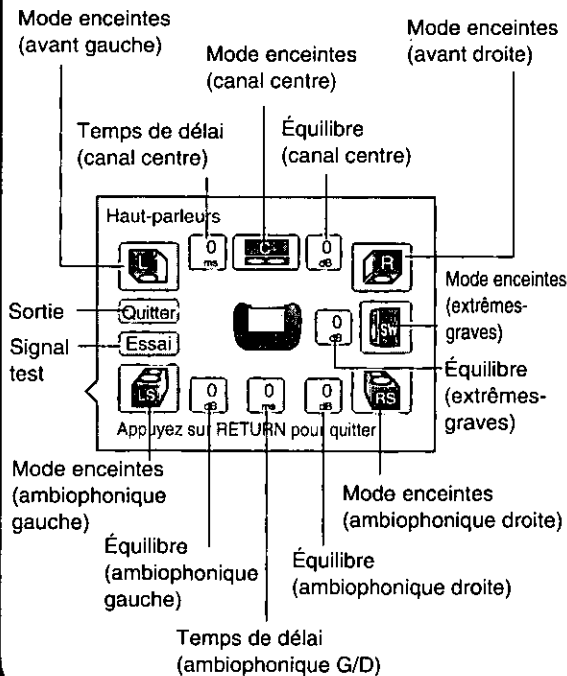 Mode enceintes
(avant gauche)
Mode enceintes
(canal centre)
Mode enceintes
(avant droite)
Temps de délai
(canal centre)
Équilibre
(canal centre)
Haut-parleurs
L
0
ms
C
0
dB
R
Mode enceintes
(extrêmes-
graves)
Sortie
Quitter
0
dB
SW
Signal
test
Essai
Équilibre
(extrêmes-
graves)
LS
0
dB
0
ms
0
dB
RS
Appuyez sur RETURN pour quitter
Mode enceintes
(ambiophonique
gauche)
Mode enceintes
(ambiophonique droite)
Équilibre
(ambiophonique
gauche)
Équilibre
(ambiophonique droite)
Temps de délai
(ambiophonique G/D)